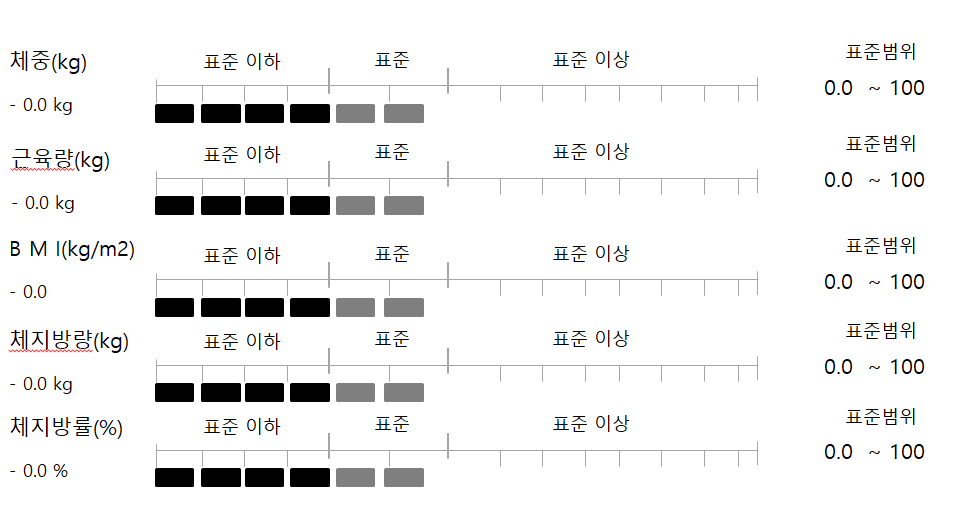 체중(kg) 표준 이하 표준 표준 이상 표준범위
- 0.0 kg 0.0 ~ 100
근육량(kg) 표준 이하 표준 표준 이상 표준범위
- 0.0 kg 0.0 ~ 100
B M I(kg/m2) 표준 이하 표준 표준 이상 표준범위
- 0.0 0.0 ~ 100
체지방량(kg) 표준 이하 표준 표준 이상 표준범위
- 0.0 kg 0.0 ~ 100
체지방률(%) 표준 이하 표준 표준 이상 표준범위
- 0.0 % 0.0 ~ 100